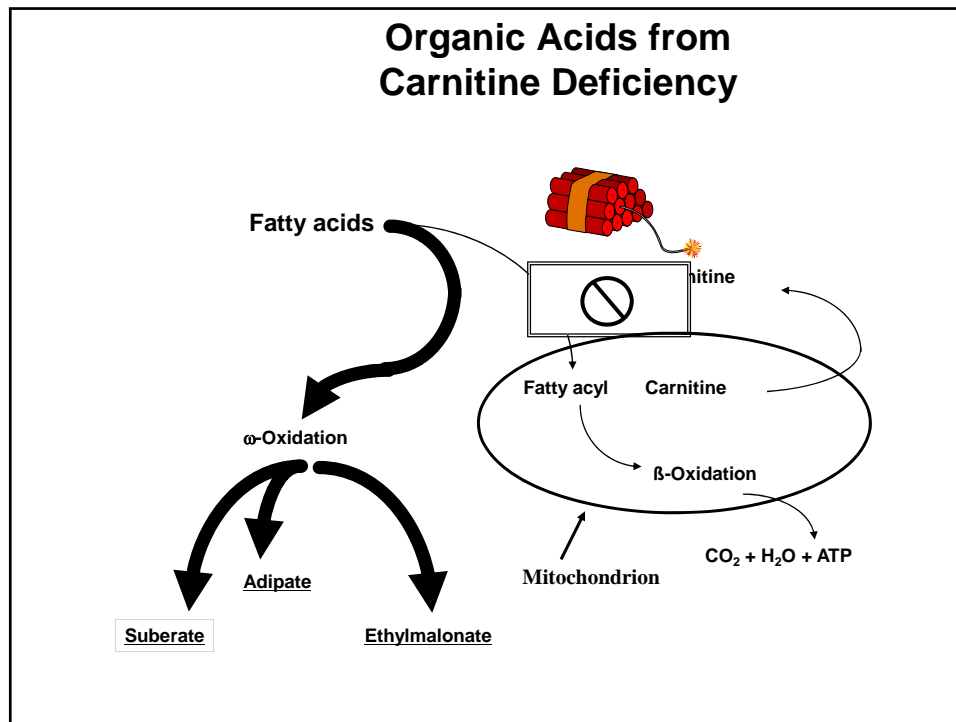 Organic Acids from
Carnitine Deficiency
Fatty acids
nitine
Fatty acyl Carnitine
ω-Oxidation
ß-Oxidation
CO₂ + H₂O + ATP
Mitochondrion
Adipate
Suberate
Ethylmalonate